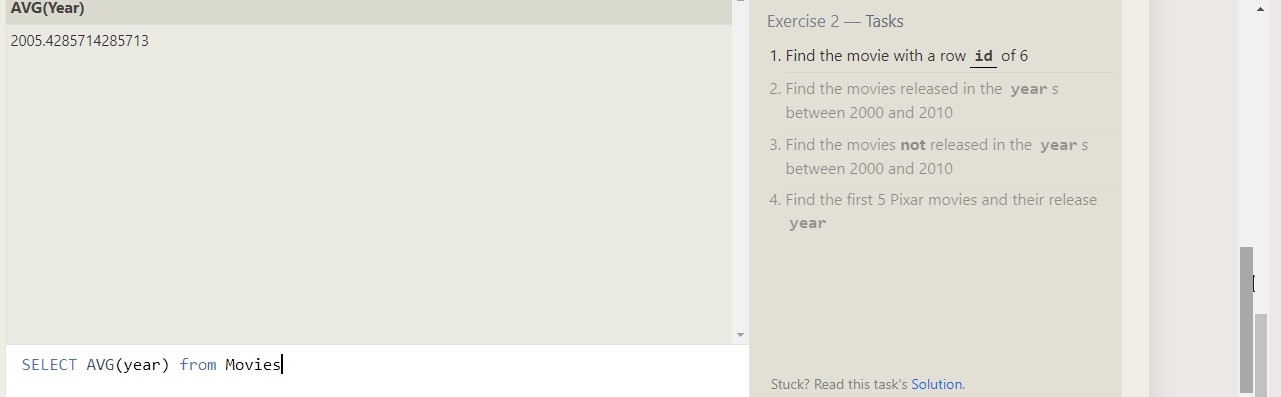 AVG(Year)
2005.4285714285713
SELECT AVG(year) from Movies
Exercise 2 — Tasks
1. Find the movie with a row id of 6
2. Find the movies released in the year s
between 2000 and 2010
3. Find the movies not released in the year s
between 2000 and 2010
4. Find the first 5 Pixar movies and their release
year
Stuck? Read this task's Solution.